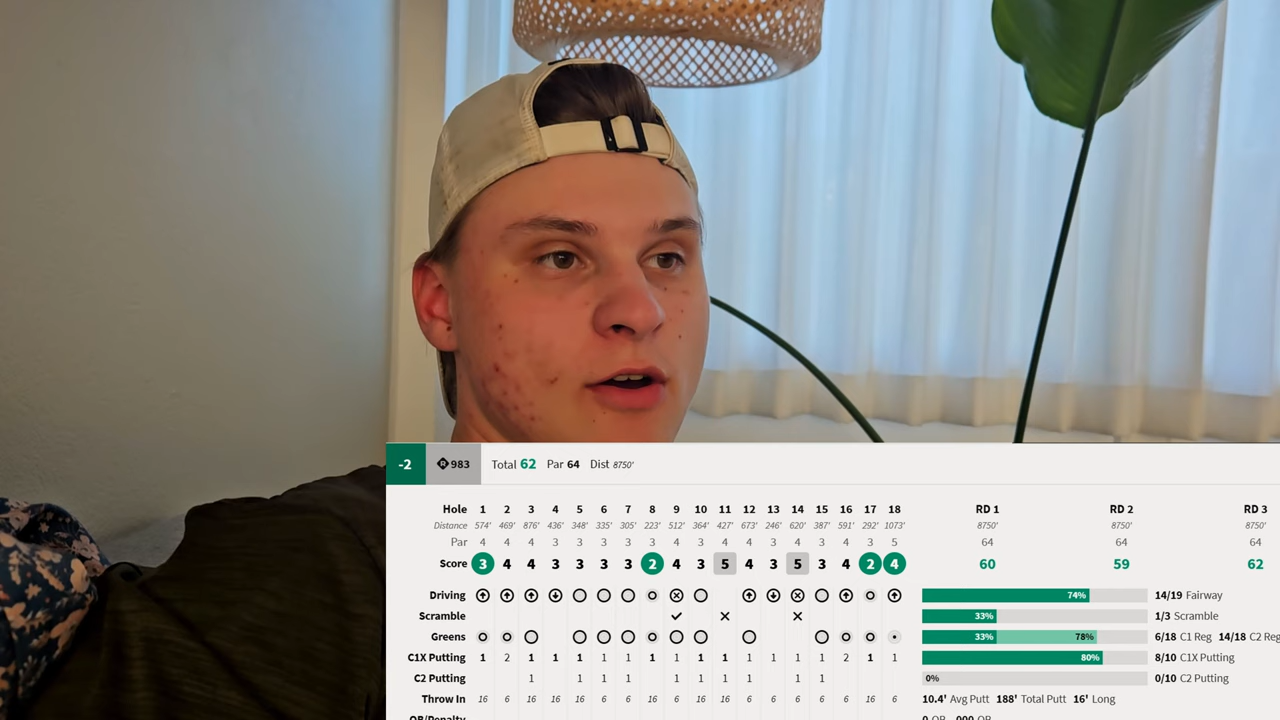 -2 R 983 Total 62 Par 64 Dist 8750'
Hole 1 2 3 4 5 6 7 8 9 10 11 12 13 14 15 16 17 18 RD 1 RD 2 RD 3
Distance 574' 469' 876' 436' 348' 335' 305' 223' 512' 364' 427' 673' 246' 620' 387' 591' 292' 1073' 8750' 8750' 8750'
Par 4 4 4 3 3 3 3 3 4 3 4 4 3 4 3 4 3 5 64 64 64
Score 3 4 4 3 3 3 3 2 4 3 5 4 3 5 3 4 2 4 60 59 62
Driving 74% 14/19 Fairway
Scramble 33% 1/3 Scramble
Greens 33% 78% 6/18 C1 Reg 14/18 C2 Reg
C1X Putting 1 2 1 1 1 1 1 1 1 1 1 1 1 1 1 2 1 1 80% 8/10 C1X Putting
C2 Putting 1 1 1 1 1 1 1 1 1 1 1 0% 0/10 C2 Putting
Throw In 16 6 16 16 16 6 6 16 6 16 16 6 6 6 6 6 16 6 10.4' Avg Putt 188' Total Putt 16' Long